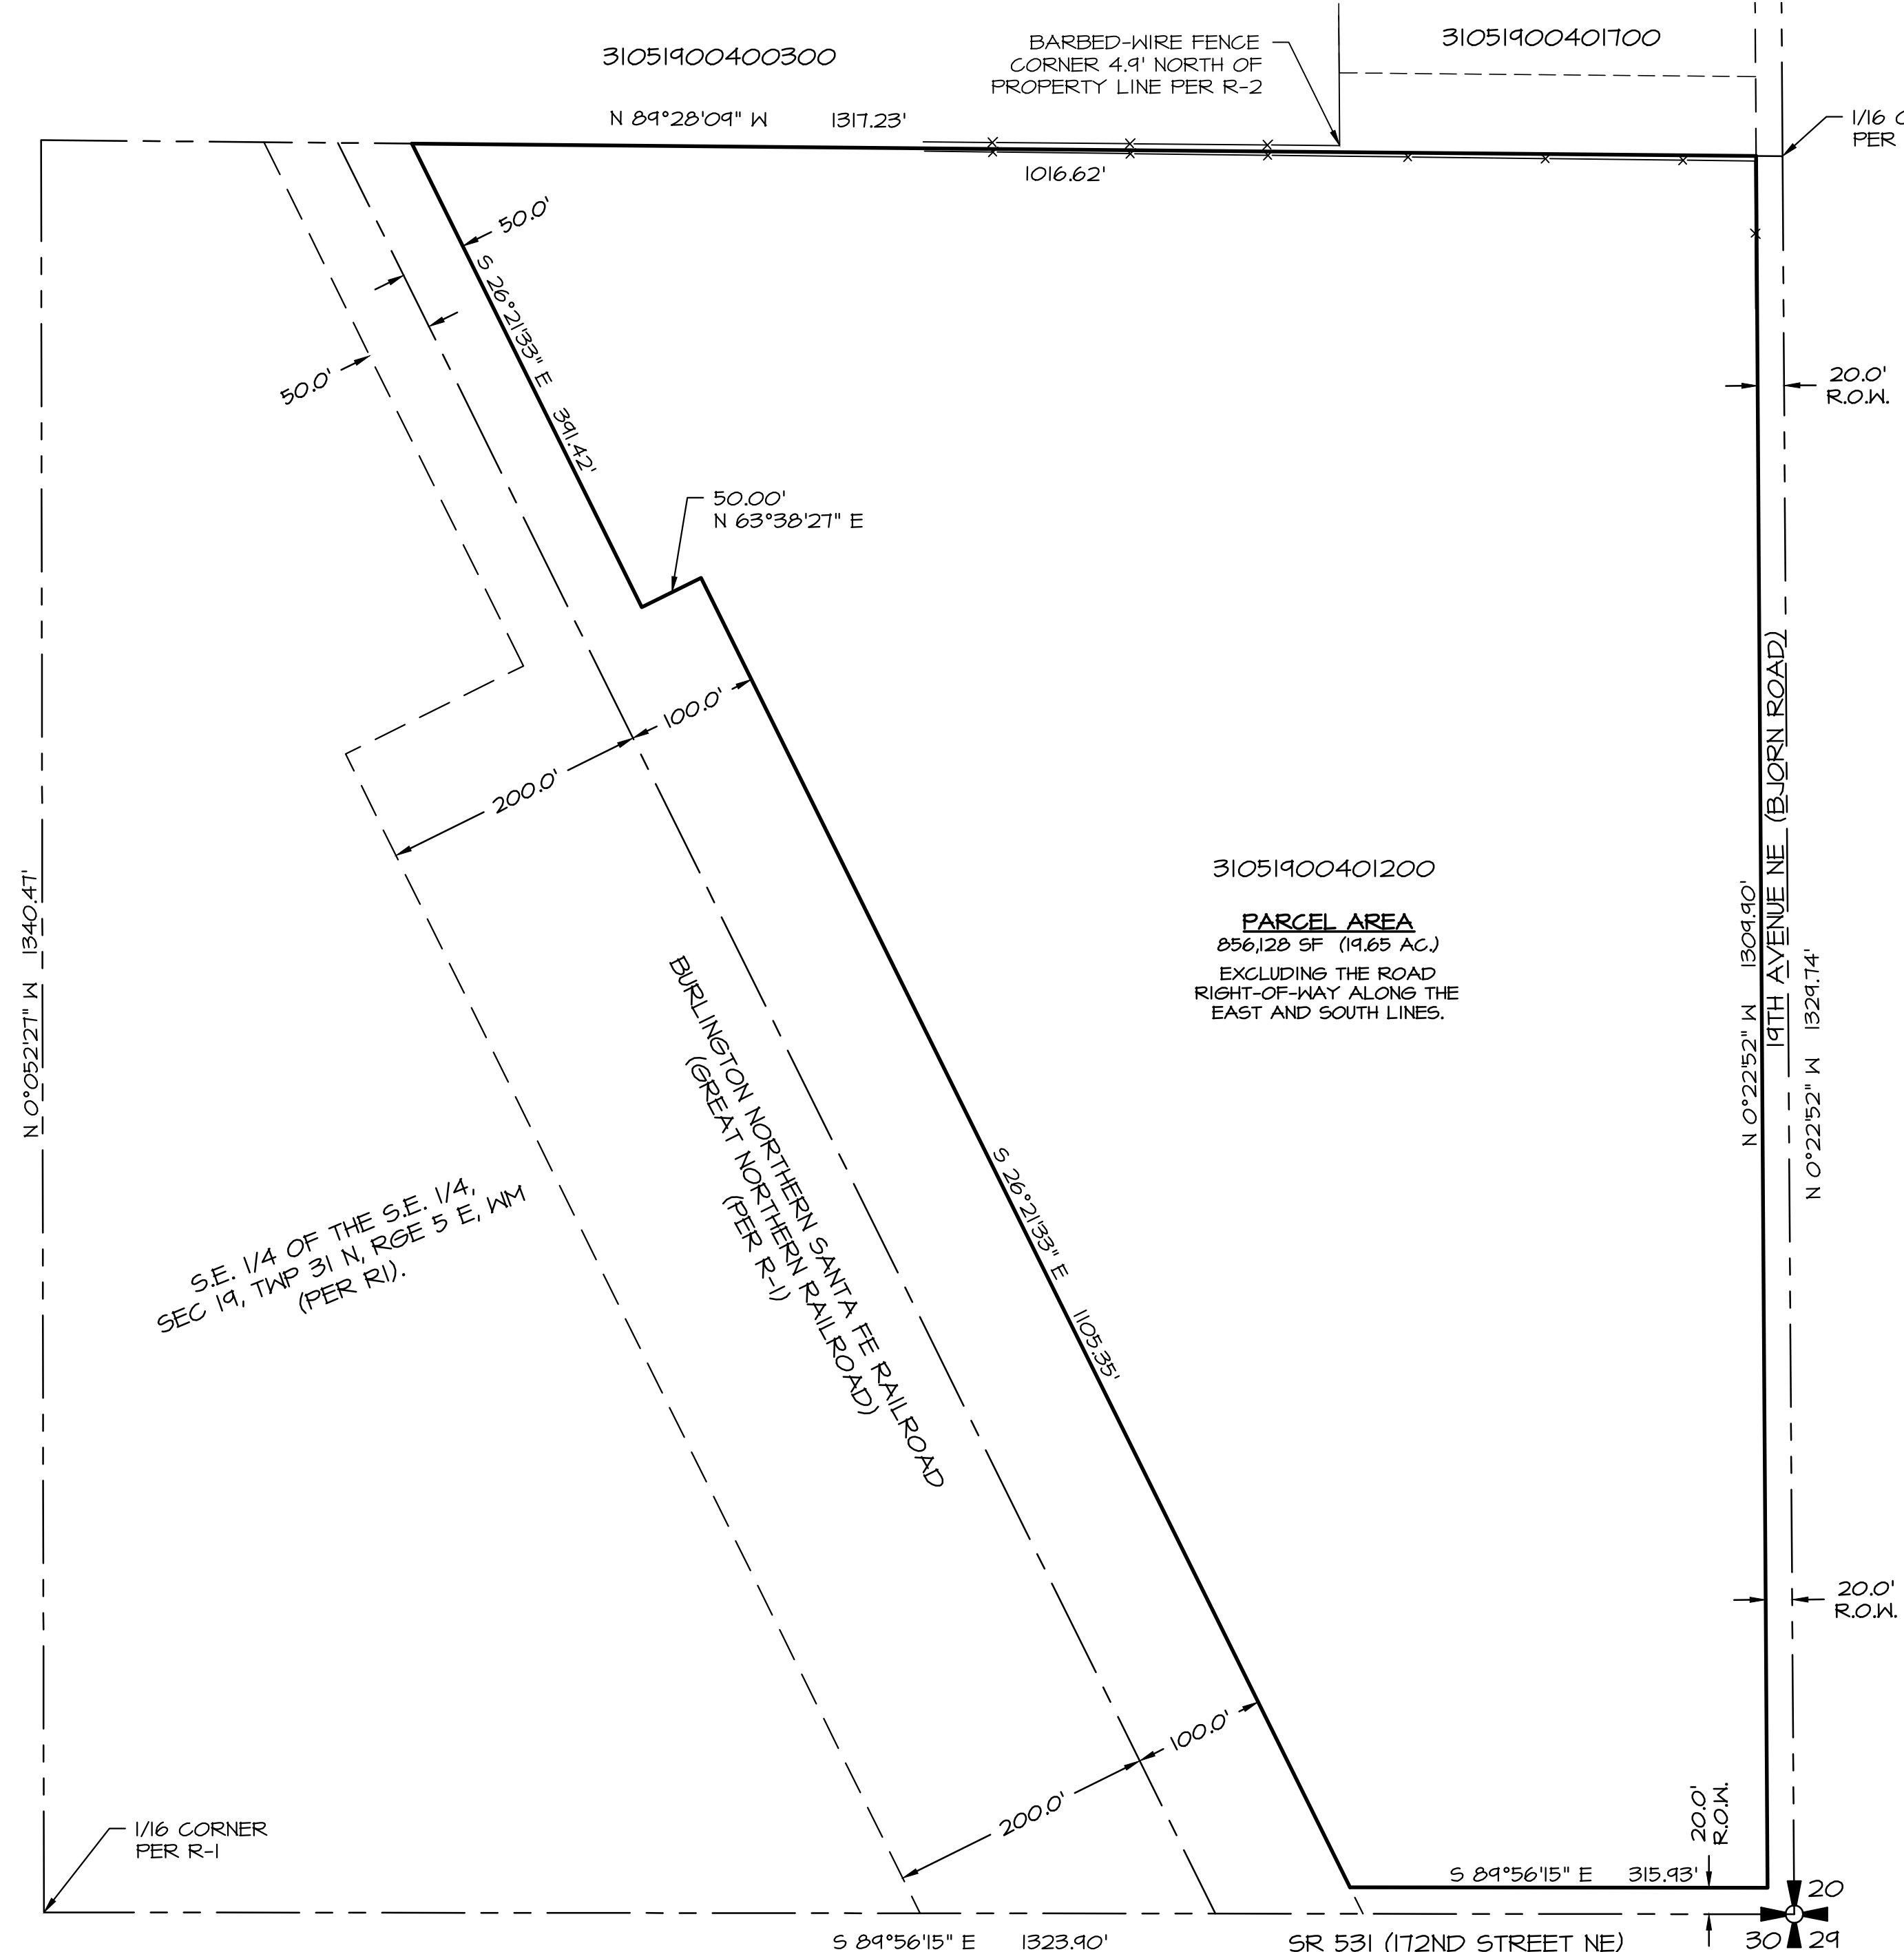 31051900400300
BARBED-WIRE FENCE
CORNER 4.9' NORTH OF
PROPERTY LINE PER R-2
31051900401700
N 89°28'09" W 1317.23'
1/16
PER
1016.62'
50.0'
S 26°21'33" E 391.42'
50.0'
20.0'
R.O.W.
50.00'
N 63°38'27" E
100.0'
200.0'
19TH AVENUE NE (BJORN ROAD)
31051900401200
PARCEL AREA
856,128 SF (19.65 AC.)
EXCLUDING THE ROAD
RIGHT-OF-WAY ALONG THE
EAST AND SOUTH LINES.
N 0°052'27" W 1340.47'
N 0°22'52" W 1309.90'
N 0°22'52" W 1329.74'
BURLINGTON NORTHERN SANTA FE RAILROAD
(GREAT NORTHERN RAILROAD)
(PER R-1)
S 26°21'33" E 1105.35'
S.E. 1/4 OF THE S.E. 1/4,
SEC 19, TWP 31 N, RGE 5 E, WM
(PER R1).
20.0'
R.O.W.
100.0'
200.0'
1/16 CORNER
PER R-1
20.0'
R.O.W.
S 89°56'15" E 315.93'
20
S 89°56'15" E 1323.90'
SR 531 (172ND STREET NE)
30 29